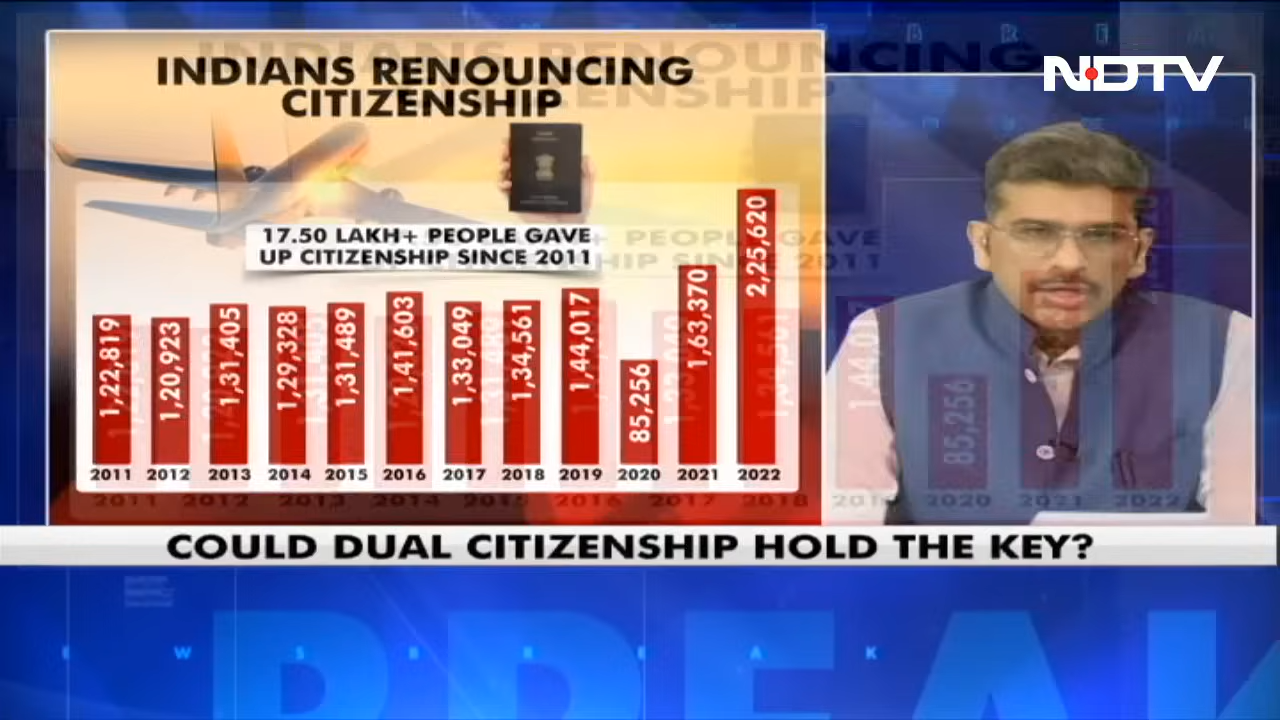 INDIANS RENOUNCING
CITIZENSHIP
NDTV
17.50 LAKH+ PEOPLE GAVE
UP CITIZENSHIP SINCE 2011
1,22,819
1,20,923
1,31,405
1,29,328
1,31,489
1,41,603
1,33,049
1,34,561
1,44,017
85,256
1,63,370
2,25,620
2011 2012 2013 2014 2015 2016 2017 2018 2019 2020 2021 2022
COULD DUAL CITIZENSHIP HOLD THE KEY?
E W S B R E A K
BREAK